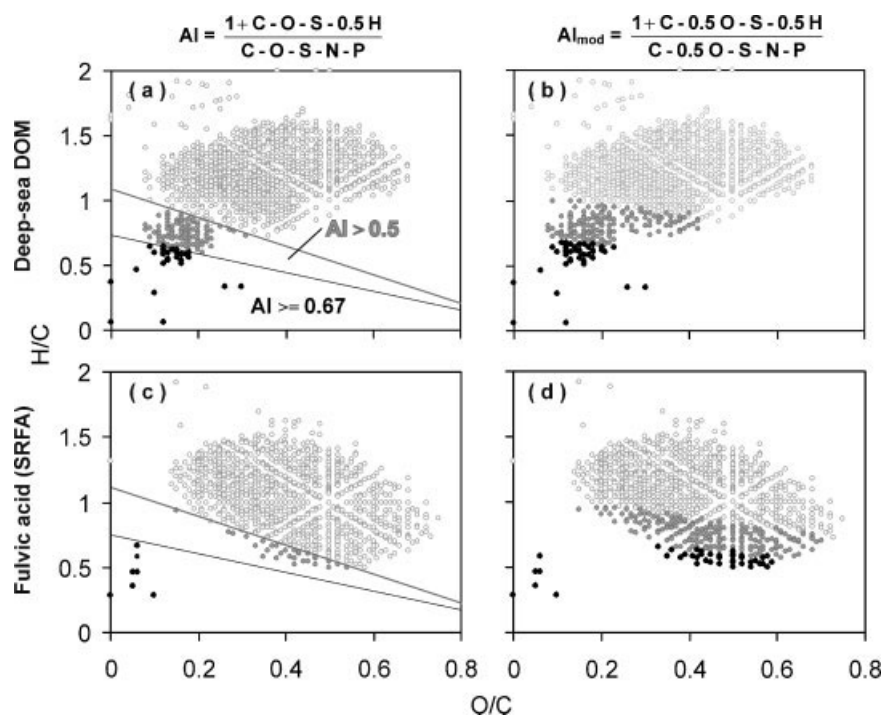 AI = 1 + C - O - S - 0.5 H
C - O - S - N - P
AImod = 1 + C - 0.5 O - S - 0.5 H
C - 0.5 O - S - N - P
Deep-sea DOM
Fulvic acid (SRFA)
H/C
2
1.5
1
0.5
0
( a )
AI > 0.5
AI >= 0.67
( b )
2
1.5
1
0.5
0
( c )
( d )
0 0.2 0.4 0.6 0.8 0 0.2 0.4 0.6 0.8
O/C